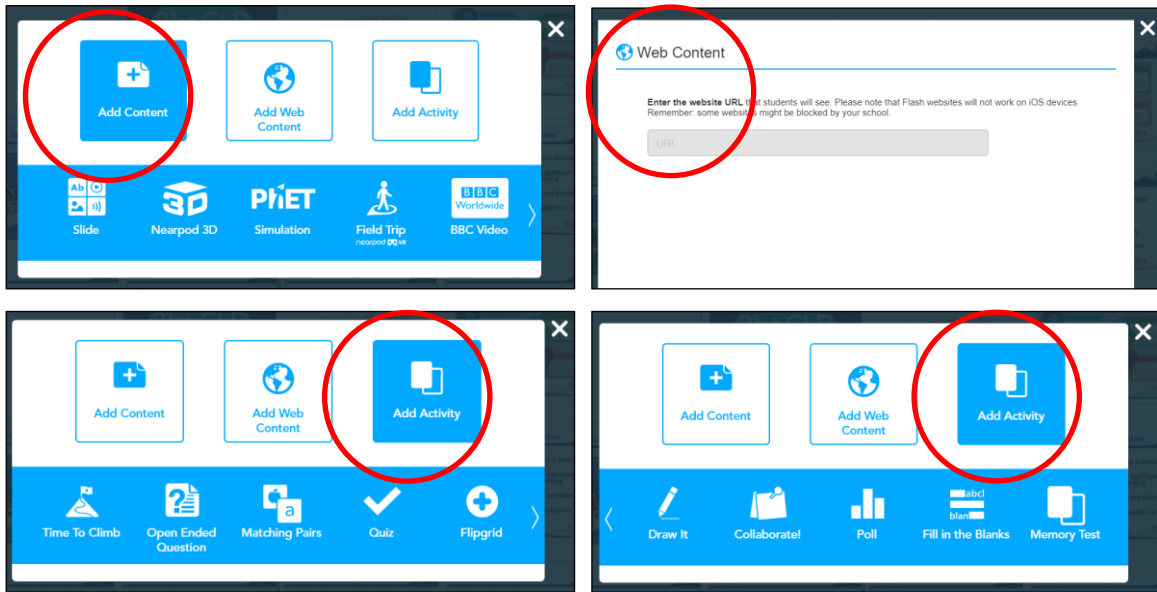 Add Content
Add Web
Content
Add Activity
Ab
Slide
3D
Nearpod 3D
PhET
Simulation
Field Trip
nearpod VR
BBC
Worldwide
BBC Video
Web Content
Enter the website URL that students will see. Please note that Flash websites will not work on iOS devices.
Remember: some websites might be blocked by your school.
URL
Add Content
Add Web
Content
Add Activity
Time To Climb
Open Ended
Question
a
Matching Pairs
Quiz
Flipgrid
Add Content
Add Web
Content
Add Activity
Draw It
Collaborate!
Poll
abcl
blan
Fill in the Blanks
Memory Test